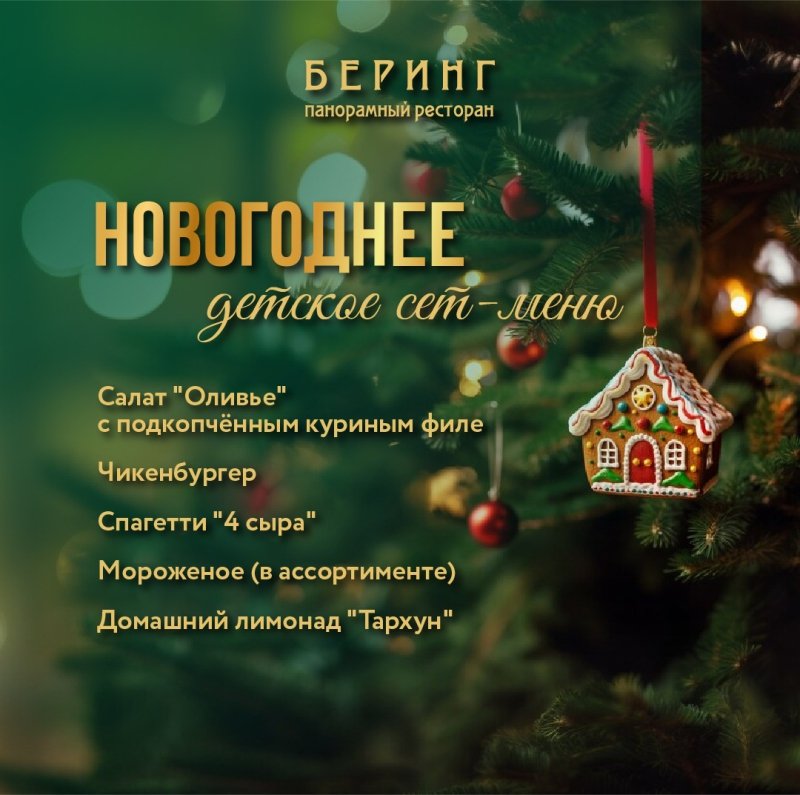 БЕРИНГ
панорамный ресторан
НОВОГОДНЕЕ
детское сет-меню
Салат "Оливье"
с подкопчённым куриным филе
Чикенбургер
Спагетти "4 сыра"
Мороженое (в ассортименте)
Домашний лимонад "Тархун"